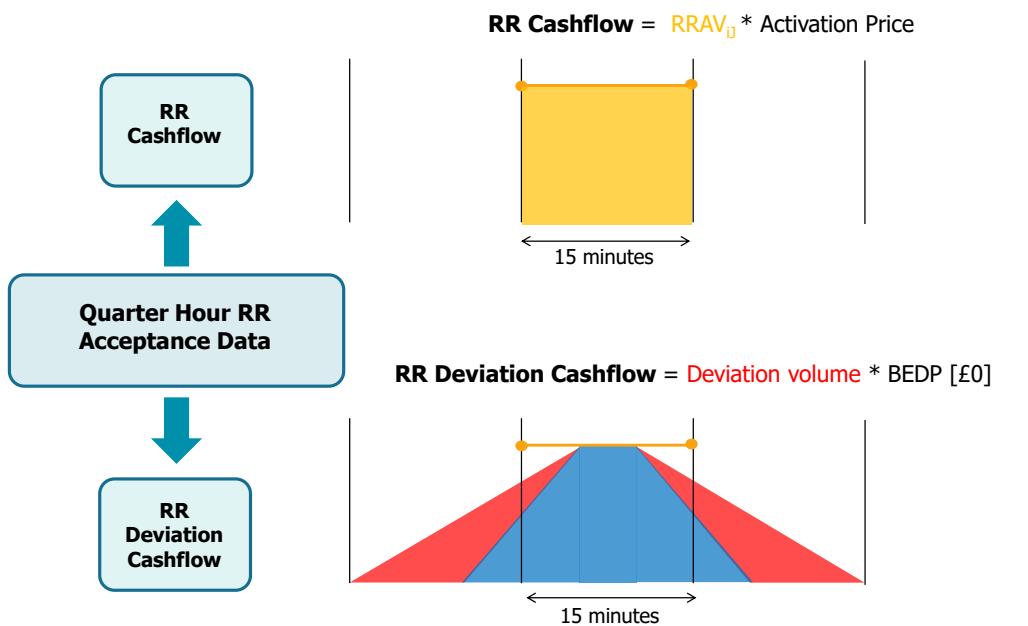 RR Cashflow = RRAVᵢⱼ * Activation Price
RR
Cashflow
15 minutes
Quarter Hour RR
Acceptance Data
RR Deviation Cashflow = Deviation volume * BEDP [£0]
RR
Deviation
Cashflow
15 minutes